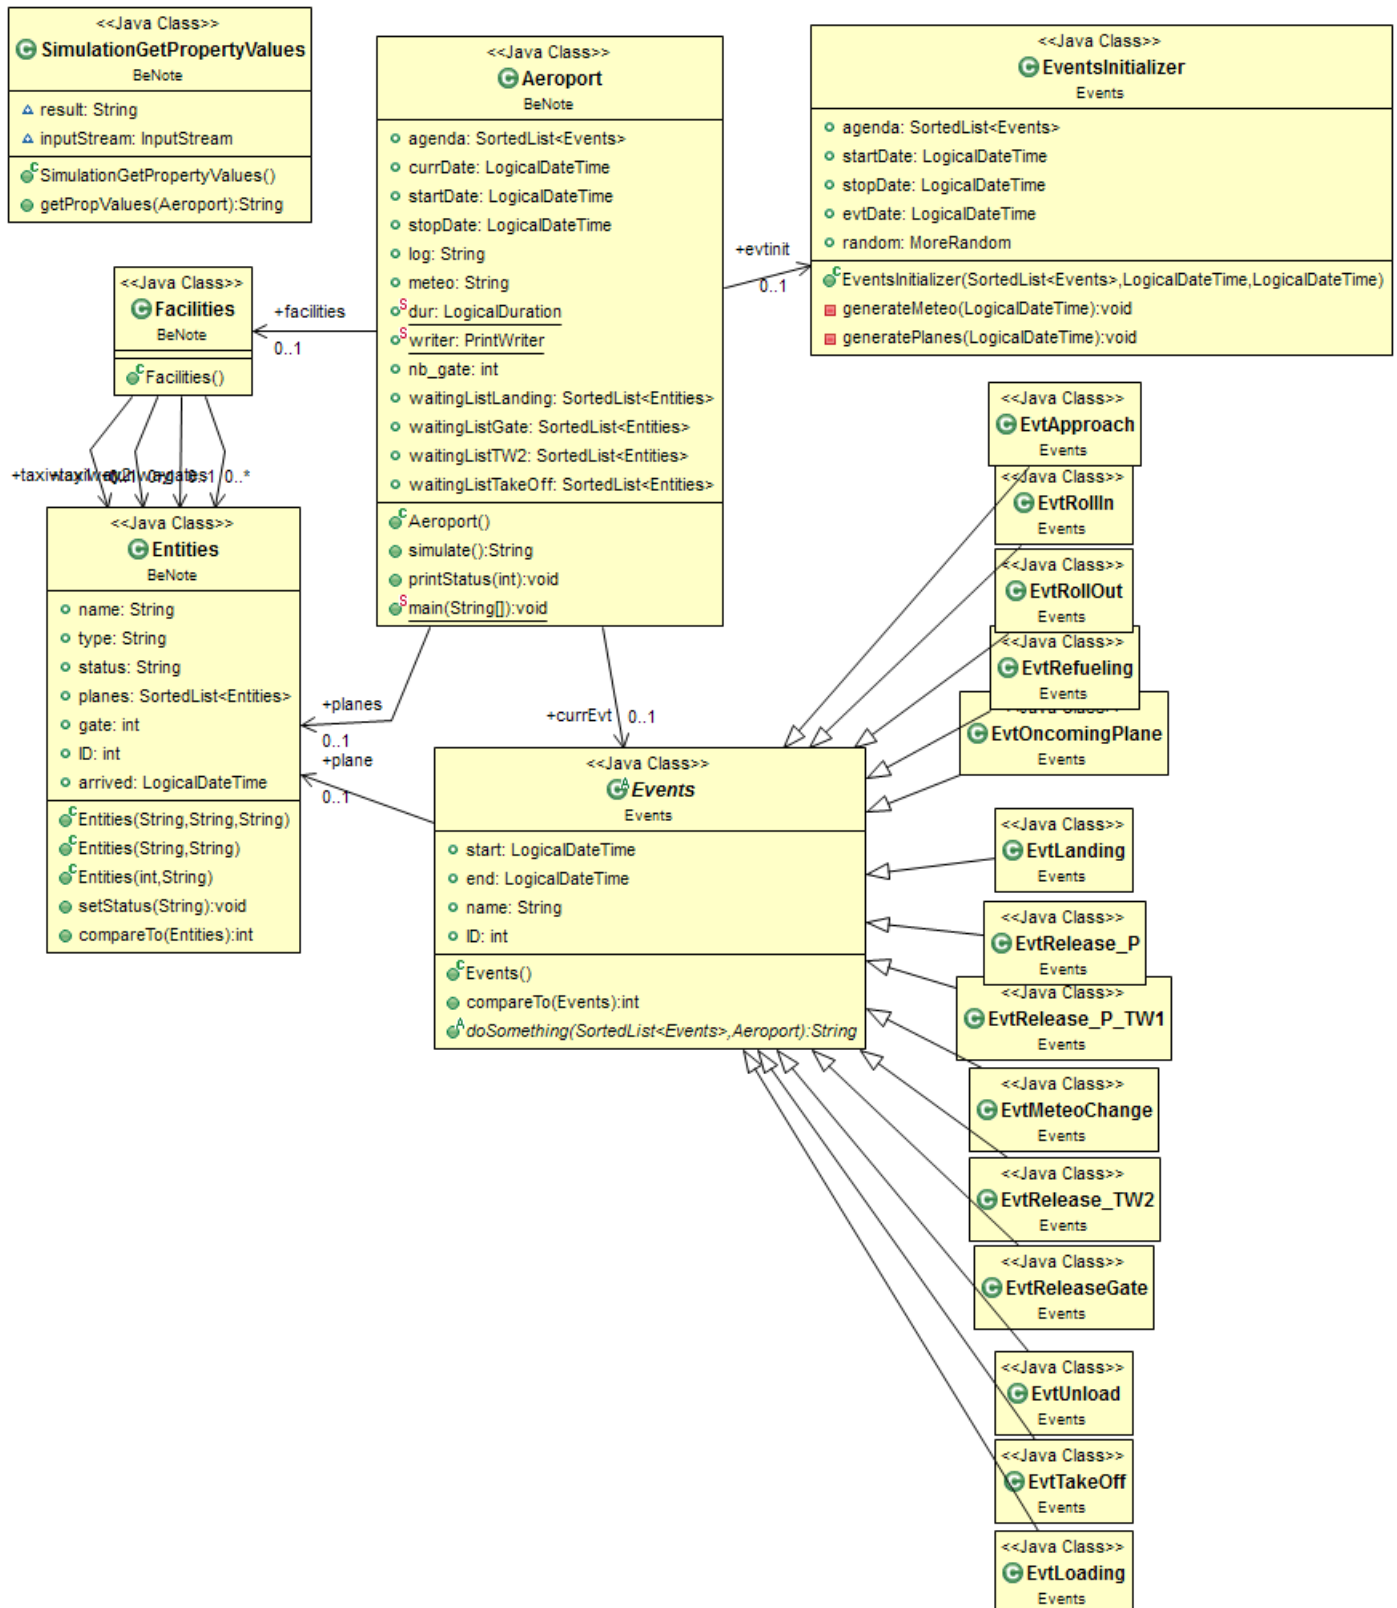 <<Java Class>>
SimulationGetPropertyValues
BeNote
result: String
inputStream: InputStream
SimulationGetPropertyValues()
getPropValues(Aeroport):String
<<Java Class>>
Aeroport
BeNote
agenda: SortedList<Events>
currDate: LogicalDateTime
startDate: LogicalDateTime
stopDate: LogicalDateTime
log: String
meteo: String
dur: LogicalDuration
writer: PrintWriter
nb_gate: int
waitingListLanding: SortedList<Entities>
waitingListGate: SortedList<Entities>
waitingListTW2: SortedList<Entities>
waitingListTakeOff: SortedList<Entities>
Aeroport()
simulate():String
printStatus(int):void
main(String[]):void
<<Java Class>>
EventsInitializer
Events
agenda: SortedList<Events>
startDate: LogicalDateTime
stopDate: LogicalDateTime
evtDate: LogicalDateTime
random: MoreRandom
EventsInitializer(SortedList<Events>,LogicalDateTime,LogicalDateTime)
generateMeteo(LogicalDateTime):void
generatePlanes(LogicalDateTime):void
+evtinit
0..1
<<Java Class>>
Facilities
BeNote
Facilities()
+facilities
0..1
0..*
<<Java Class>>
Entities
BeNote
name: String
type: String
status: String
planes: SortedList<Entities>
gate: int
ID: int
arrived: LogicalDateTime
Entities(String,String,String)
Entities(String,String)
Entities(int,String)
setStatus(String):void
compareTo(Entities):int
+planes
0..1
+plane
0..1
+currEvt
0..1
<<Java Class>>
Events
Events
start: LogicalDateTime
end: LogicalDateTime
name: String
ID: int
Events()
compareTo(Events):int
doSomething(SortedList<Events>,Aeroport):String
<<Java Class>>
EvtApproach
Events
<<Java Class>>
EvtRollIn
Events
<<Java Class>>
EvtRollOut
Events
<<Java Class>>
EvtRefueling
Events
EvtOncomingPlane
Events
<<Java Class>>
EvtLanding
Events
<<Java Class>>
EvtRelease_P
Events
<<Java Class>>
EvtRelease_P_TW1
Events
<<Java Class>>
EvtMeteoChange
Events
<<Java Class>>
EvtRelease_TW2
Events
<<Java Class>>
EvtReleaseGate
Events
<<Java Class>>
EvtUnload
Events
<<Java Class>>
EvtTakeOff
Events
<<Java Class>>
EvtLoading
Events